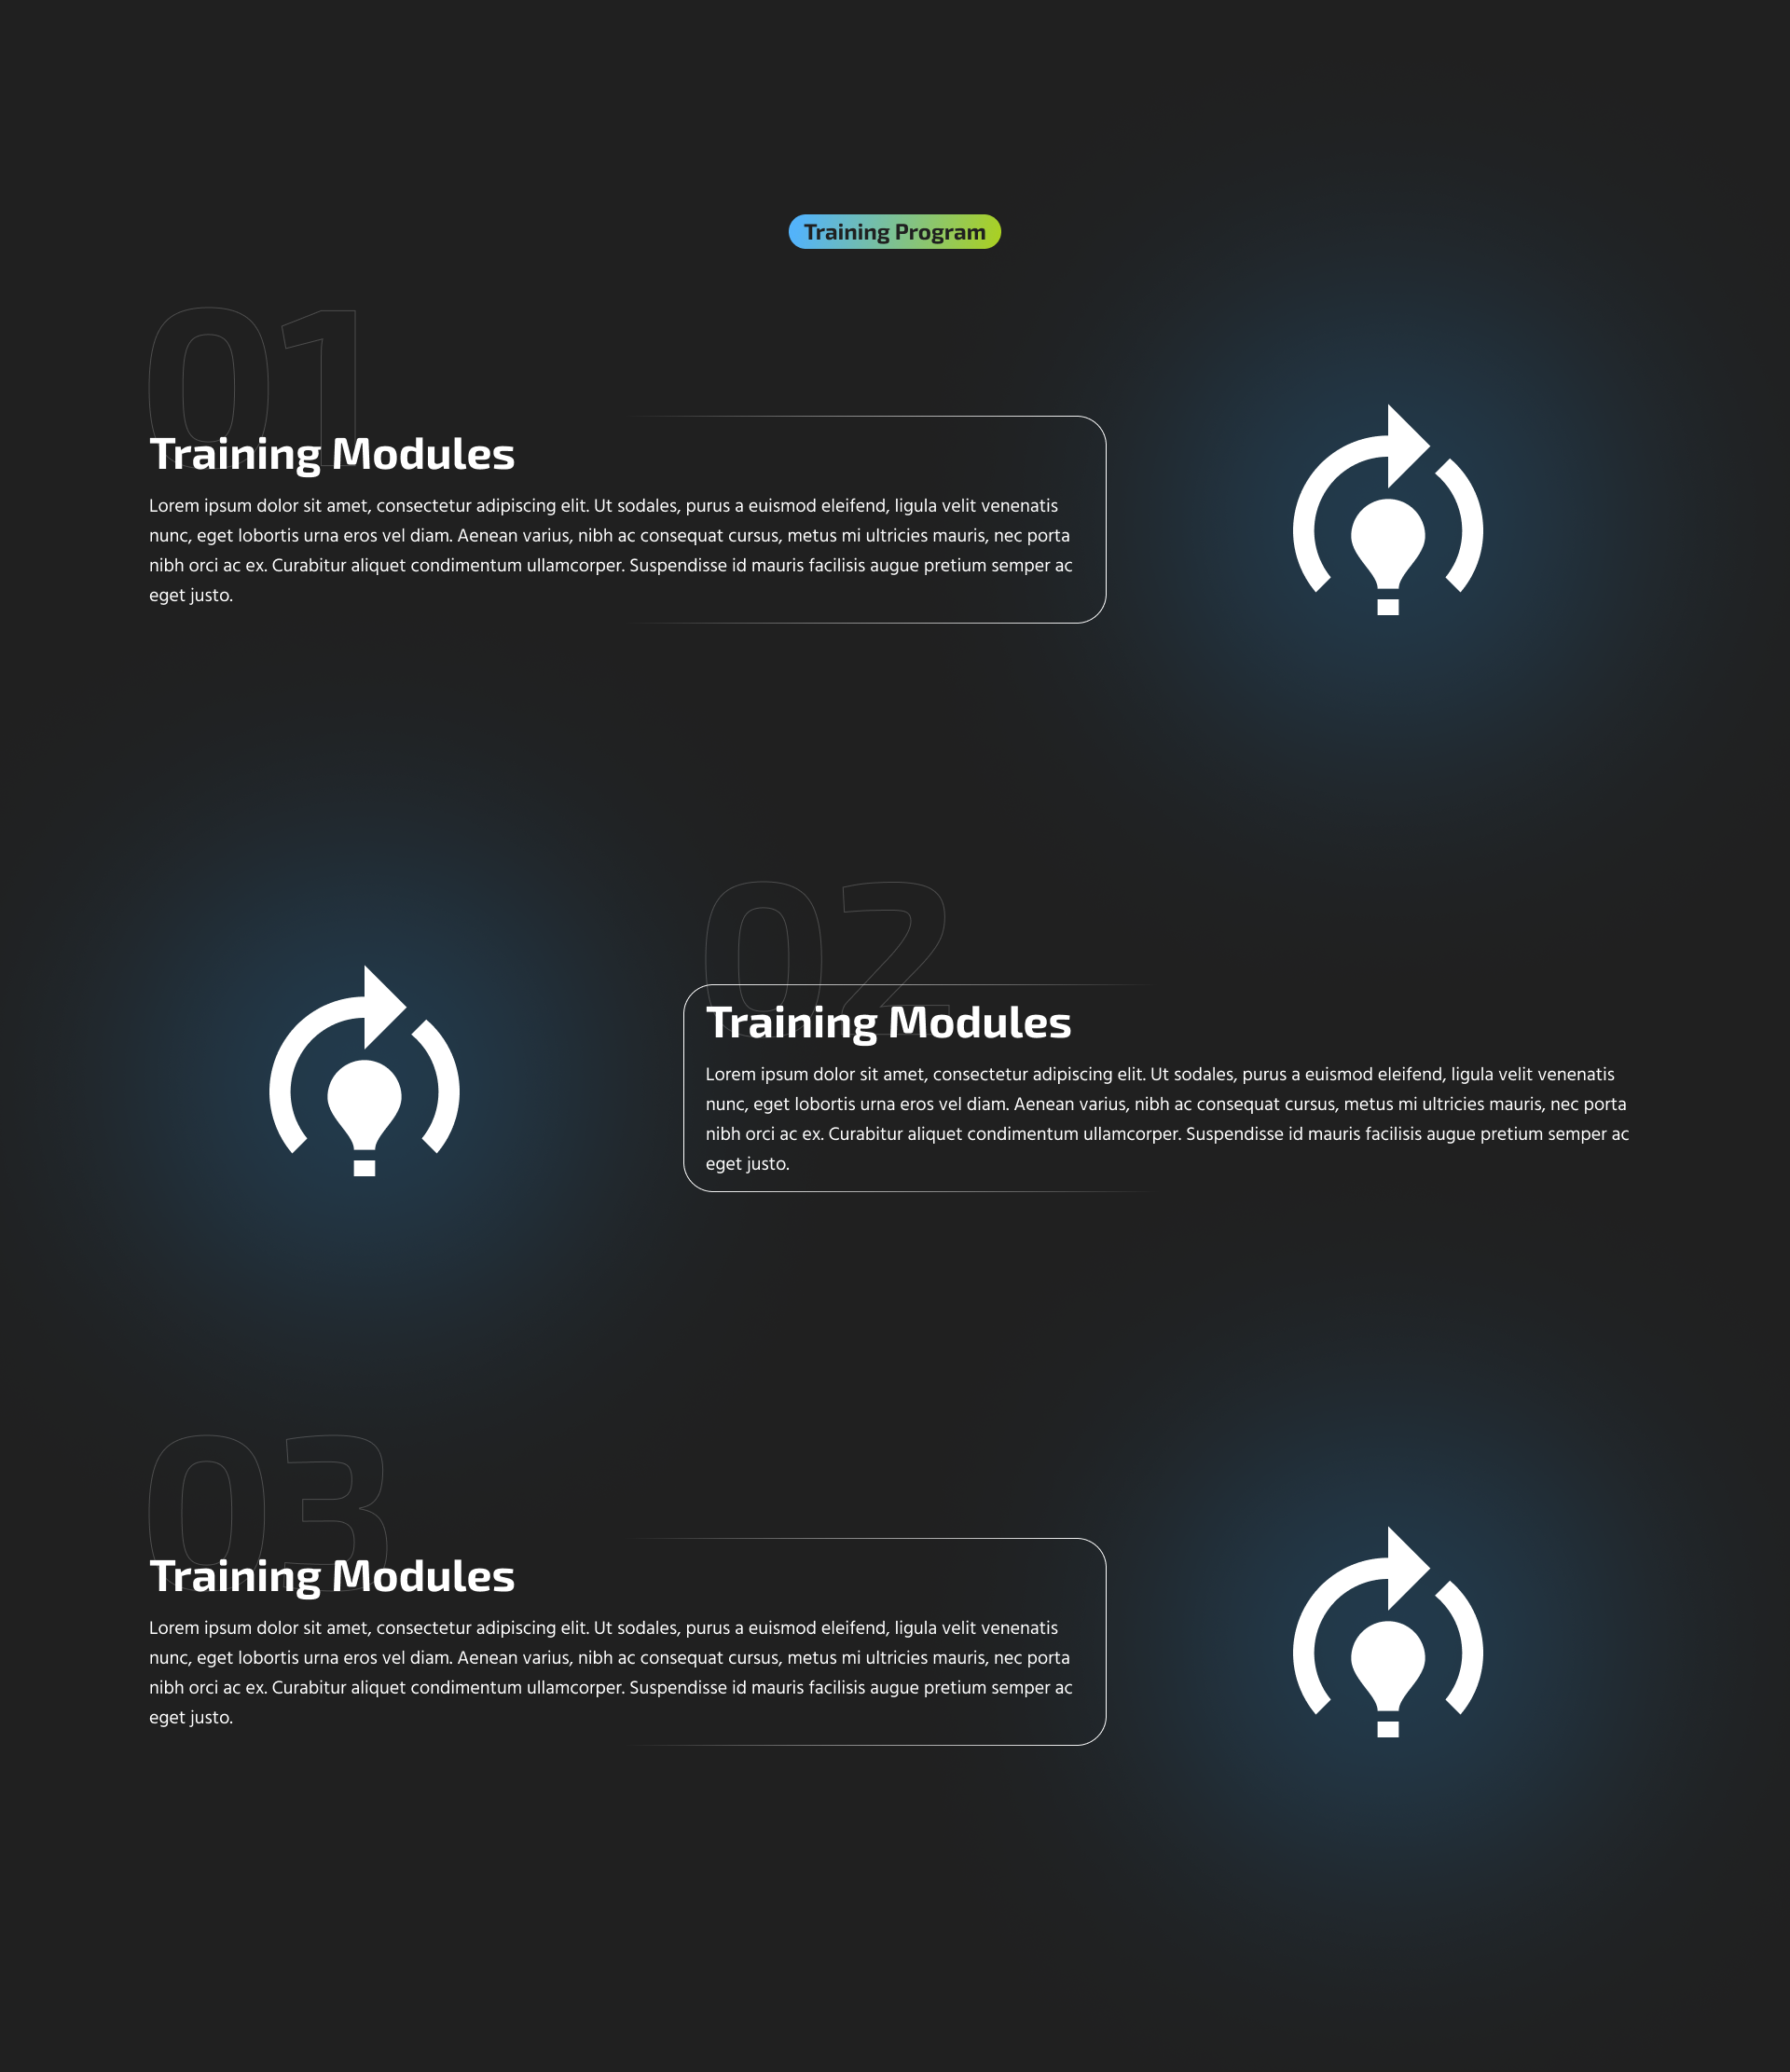 Training Program
01
Training Modules
Lorem ipsum dolor sit amet, consectetur adipiscing elit. Ut sodales, purus a euismod eleifend, ligula velit venenatis
nunc, eget lobortis urna eros vel diam. Aenean varius, nibh ac consequat cursus, metus mi ultricies mauris, nec porta
nibh orci ac ex. Curabitur aliquet condimentum ullamcorper. Suspendisse id mauris facilisis augue pretium semper ac
eget justo.
02
Training Modules
Lorem ipsum dolor sit amet, consectetur adipiscing elit. Ut sodales, purus a euismod eleifend, ligula velit venenatis
nunc, eget lobortis urna eros vel diam. Aenean varius, nibh ac consequat cursus, metus mi ultricies mauris, nec porta
nibh orci ac ex. Curabitur aliquet condimentum ullamcorper. Suspendisse id mauris facilisis augue pretium semper ac
eget justo.
03
Training Modules
Lorem ipsum dolor sit amet, consectetur adipiscing elit. Ut sodales, purus a euismod eleifend, ligula velit venenatis
nunc, eget lobortis urna eros vel diam. Aenean varius, nibh ac consequat cursus, metus mi ultricies mauris, nec porta
nibh orci ac ex. Curabitur aliquet condimentum ullamcorper. Suspendisse id mauris facilisis augue pretium semper ac
eget justo.